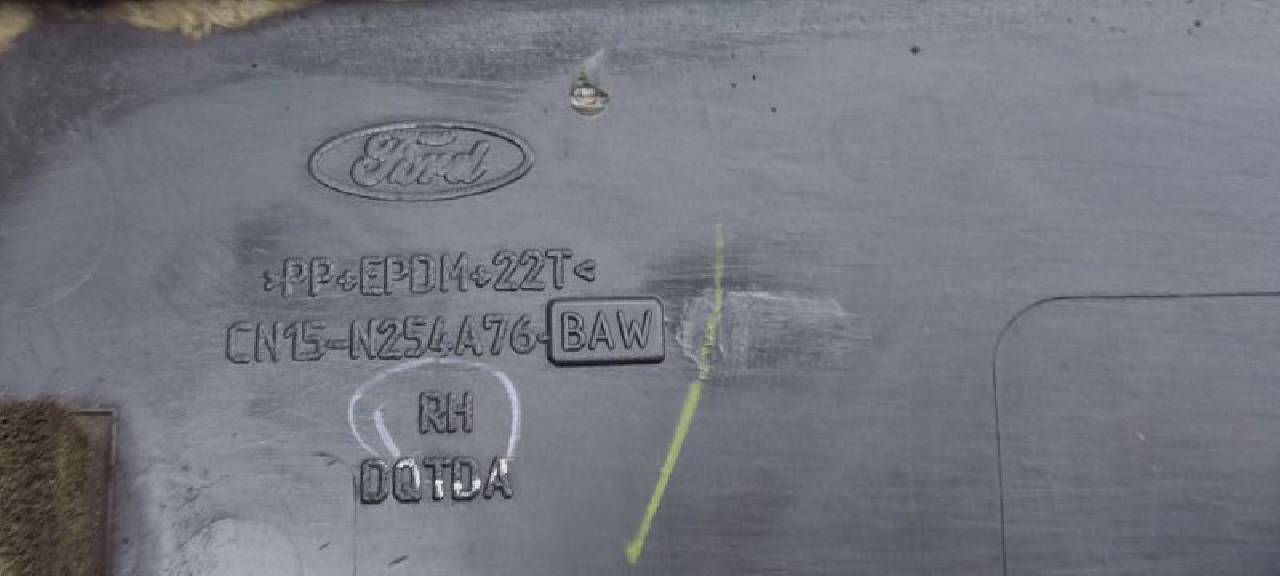 Ford
>PP+EPDM+22T<
CN15-N254A76-BAW
RH
DQTDA